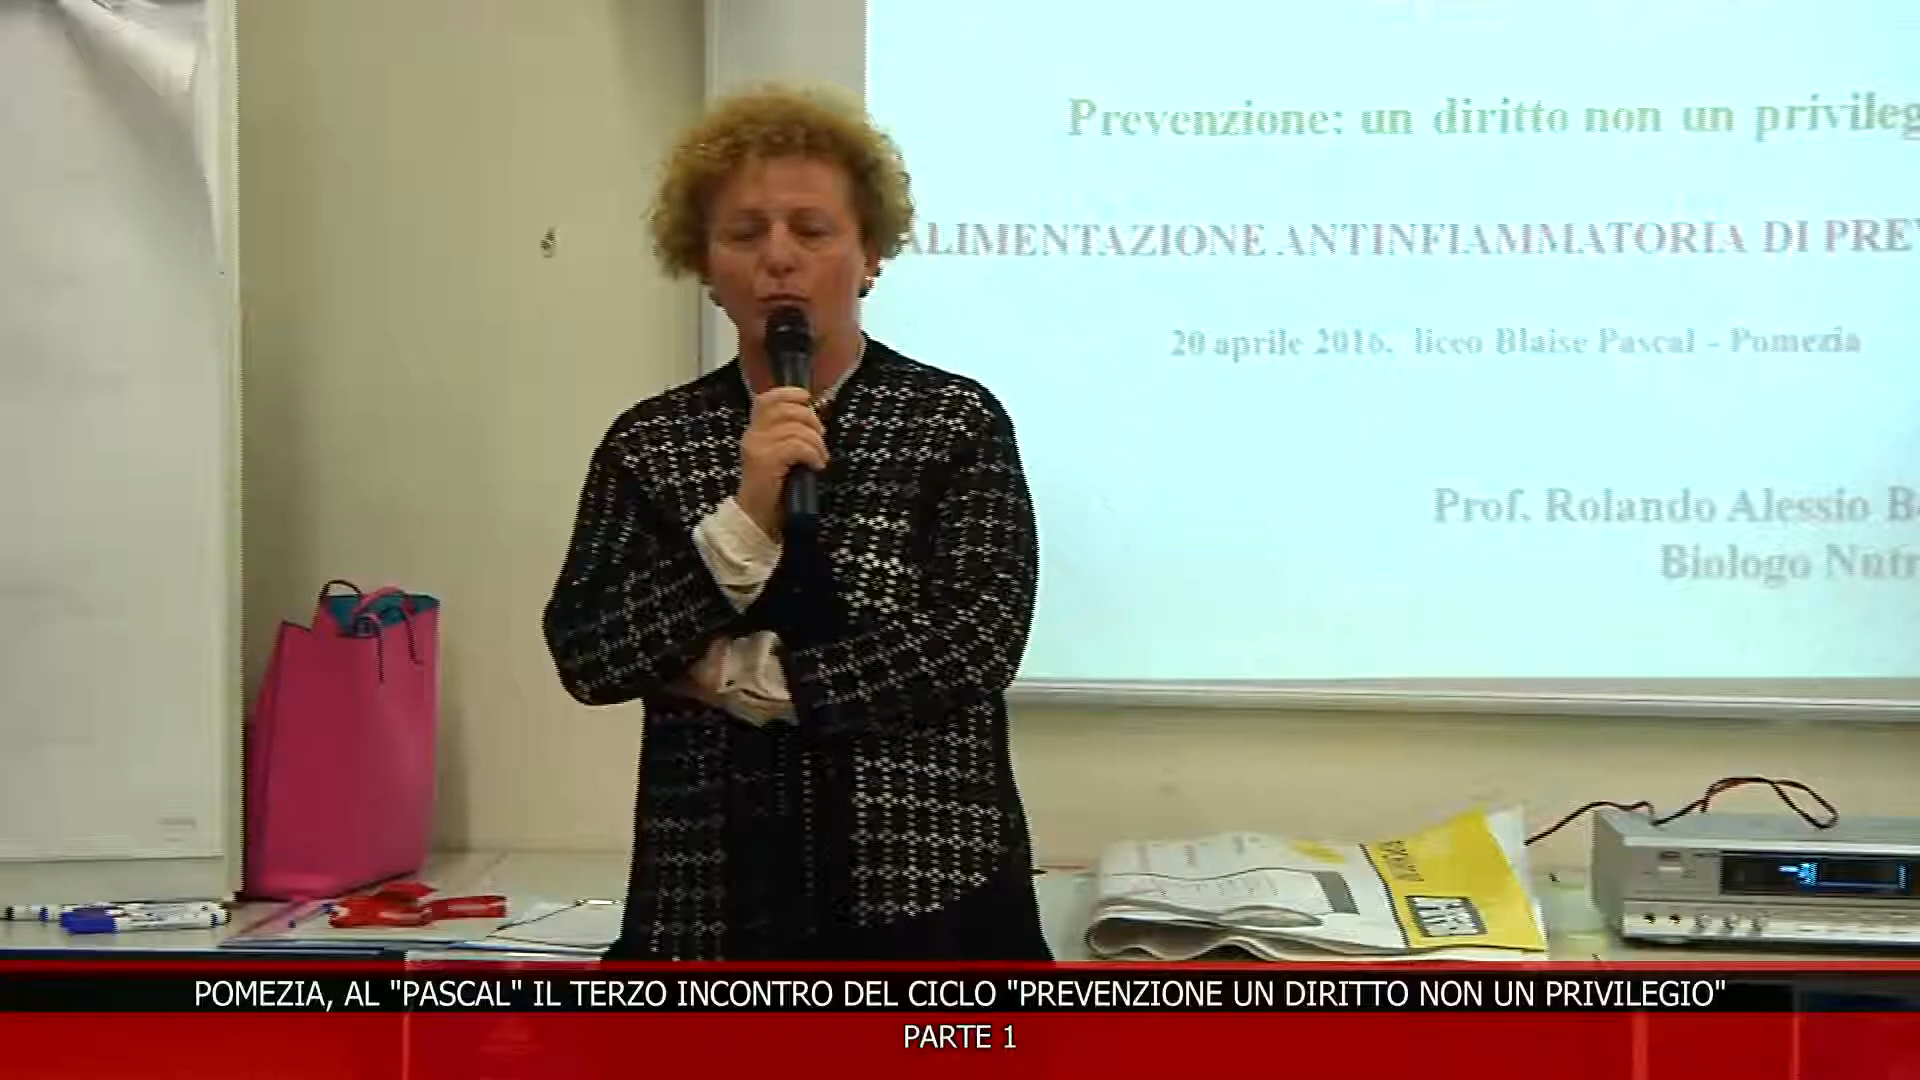 Prevenzione: un diritto non un privileg
ALIMENTAZIONE ANTINFIAMMATORIA DI PRE
20 aprile 2016. liceo Blaise Pascal - Pomezia
Prof. Rolando Alessio B
Biologo Nutr
POMEZIA, AL "PASCAL" IL TERZO INCONTRO DEL CICLO "PREVENZIONE UN DIRITTO NON UN PRIVILEGIO"
PARTE 1